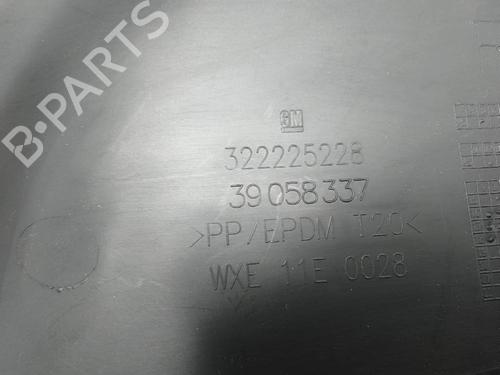 B-PARTS
GM
322225228
39 058 337
>PP/EPDM T20<
WXE 11E 0028